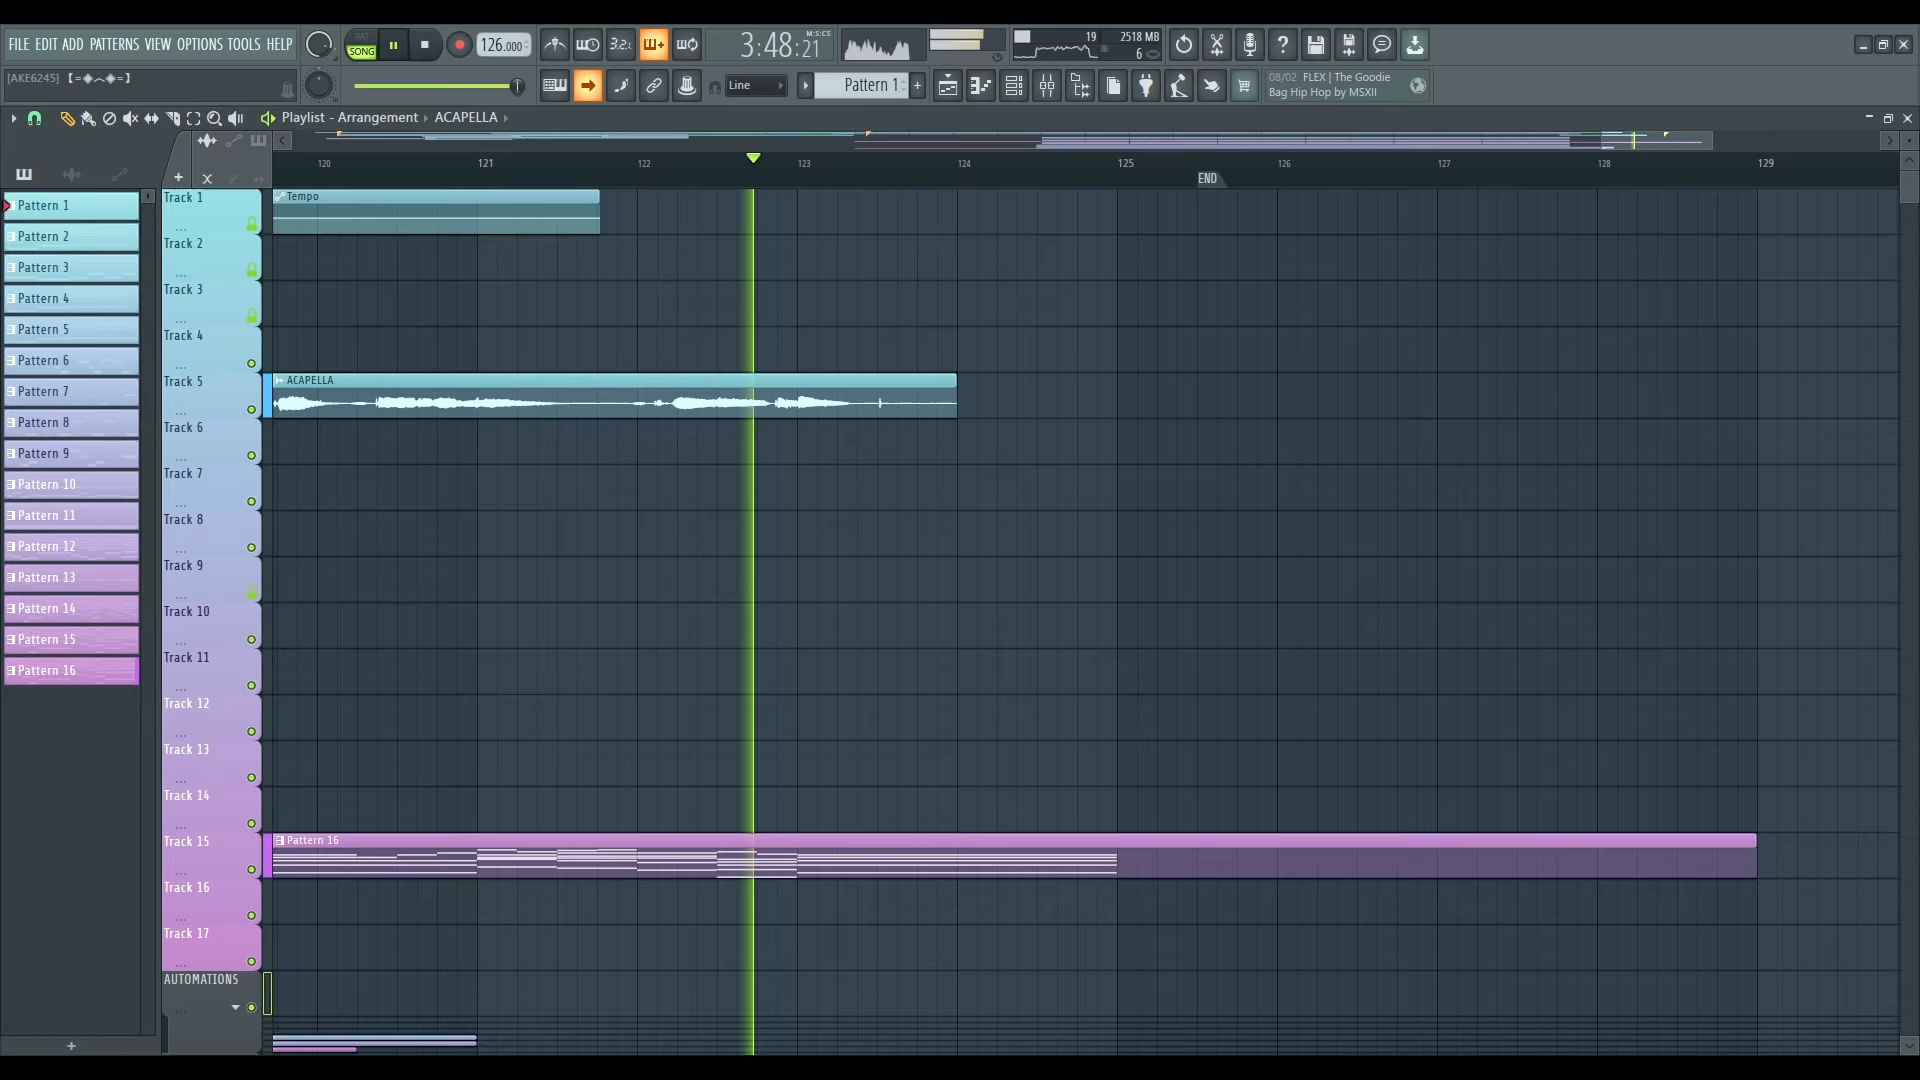 FILE EDIT ADD PATTERNS VIEW OPTIONS TOOLS HELP
PAT
SONG
126.000
3.2:
3:48:21
M:S:CS
19
2518 MB
6
[AKE6245]
Line
Pattern 1
+
08/02 FLEX | The Goodie
Bag Hip Hop by MSXII
Playlist - Arrangement ▸ ACAPELLA ▸
120
121
122
123
124
125
126
127
128
129
END
Pattern 1
Pattern 2
Pattern 3
Pattern 4
Pattern 5
Pattern 6
Pattern 7
Pattern 8
Pattern 9
Pattern 10
Pattern 11
Pattern 12
Pattern 13
Pattern 14
Pattern 15
Pattern 16
+
Track 1
Track 2
Track 3
Track 4
Track 5
Track 6
Track 7
Track 8
Track 9
Track 10
Track 11
Track 12
Track 13
Track 14
Track 15
Track 16
Track 17
AUTOMATIONS
Tempo
ACAPELLA
Pattern 16